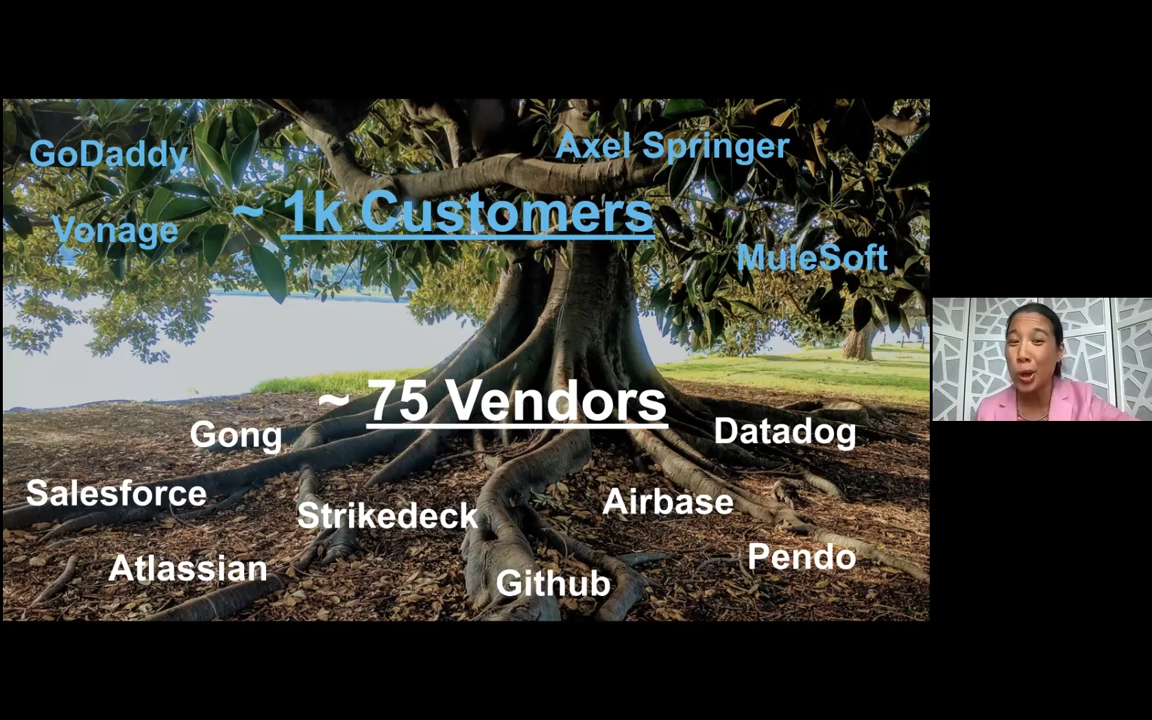 GoDaddy
Axel Springer
~ 1k Customers
Vonage
MuleSoft
~ 75 Vendors
Gong
Datadog
Salesforce
Strikedeck
Airbase
Atlassian
Pendo
Github